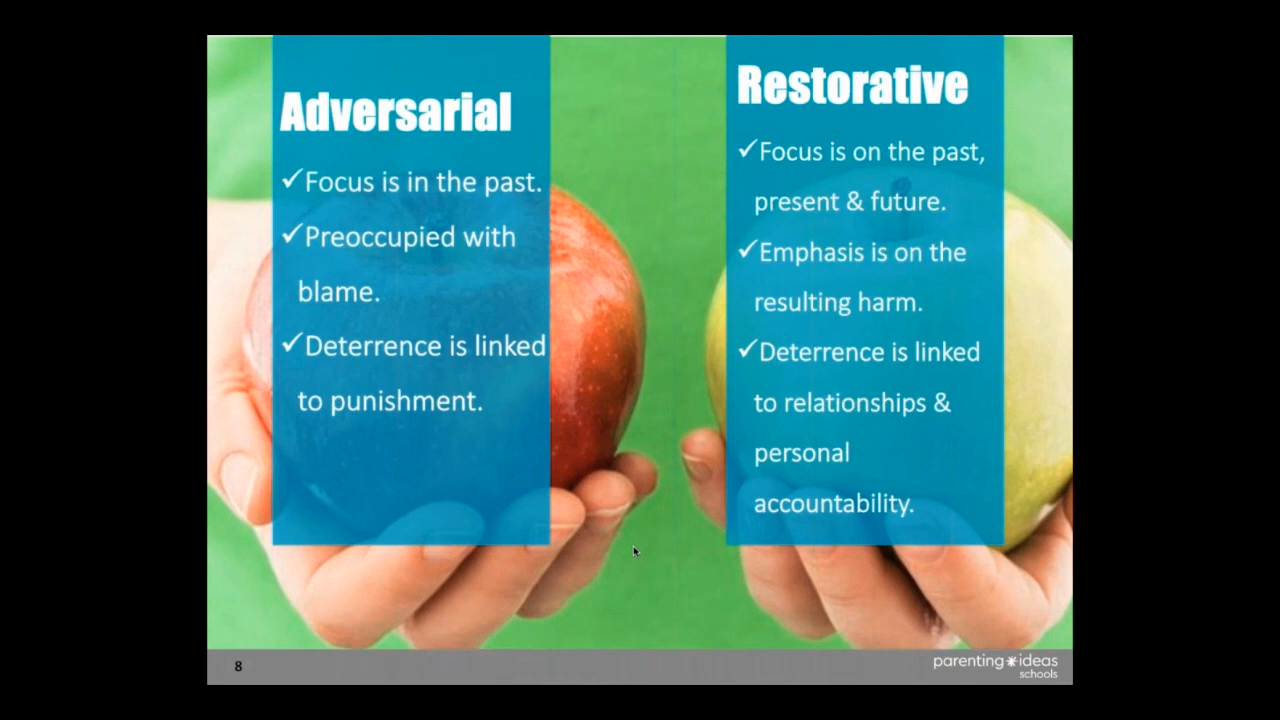 Adversarial
✓Focus is in the past.
✓Preoccupied with
blame.
✓Deterrence is linked
to punishment.
Restorative
✓Focus is on the past,
present & future.
✓Emphasis is on the
resulting harm.
✓Deterrence is linked
to relationships &
personal
accountability.
8
parenting*ideas
schools